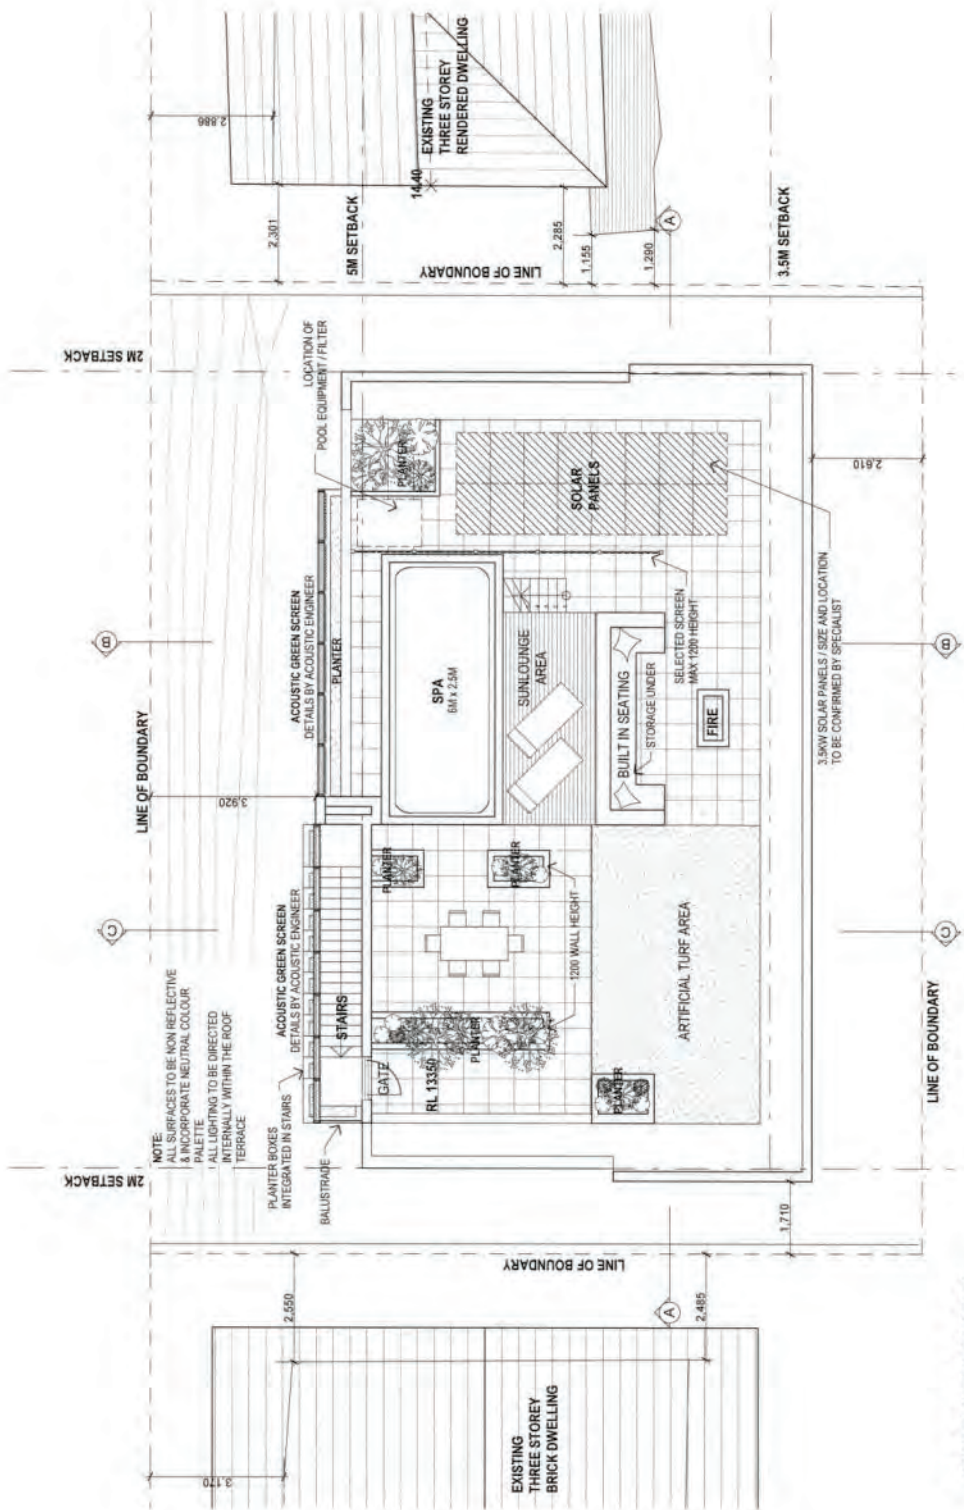 NOTE:
ALL SURFACES TO BE NON REFLECTIVE
& INCORPORATE NEUTRAL COLOUR
PALETTE
ALL LIGHTING TO BE DIRECTED
INTERNALLY WITHIN THE ROOF
TERRACE
2M SETBACK
2M SETBACK
LINE OF BOUNDARY
C
B
3,170
3,920
2,886
PLANTER BOXES
INTEGRATED IN STAIRS
BALUSTRADE
ACOUSTIC GREEN SCREEN
DETAILS BY ACOUSTIC ENGINEER
ACOUSTIC GREEN SCREEN
DETAILS BY ACOUSTIC ENGINEER
LOCATION OF
POOL EQUIPMENT / FILTER
2,550
2,301
5M SETBACK
STAIRS
PLANTER
GATE
RL 13350
PLANTER
PLANTER
PLANTER
PLANTER
SPA
6M x 2.5M
14.40
EXISTING
THREE STOREY
RENDERED DWELLING
LINE OF BOUNDARY
2,285
1,155
1,290
A
SUNLOUNGE
AREA
SOLAR
PANELS
1200 WALL HEIGHT
BUILT IN SEATING
STORAGE UNDER
SELECTED SCREEN
MAX 1200 HEIGHT
FIRE
PLANTER
ARTIFICIAL TURF AREA
EXISTING
THREE STOREY
BRICK DWELLING
LINE OF BOUNDARY
A
2,485
1,710
3.5M SETBACK
2,610
3.5KW SOLAR PANELS / SIZE AND LOCATION
TO BE CONFIRMED BY SPECIALIST
LINE OF BOUNDARY
C
B